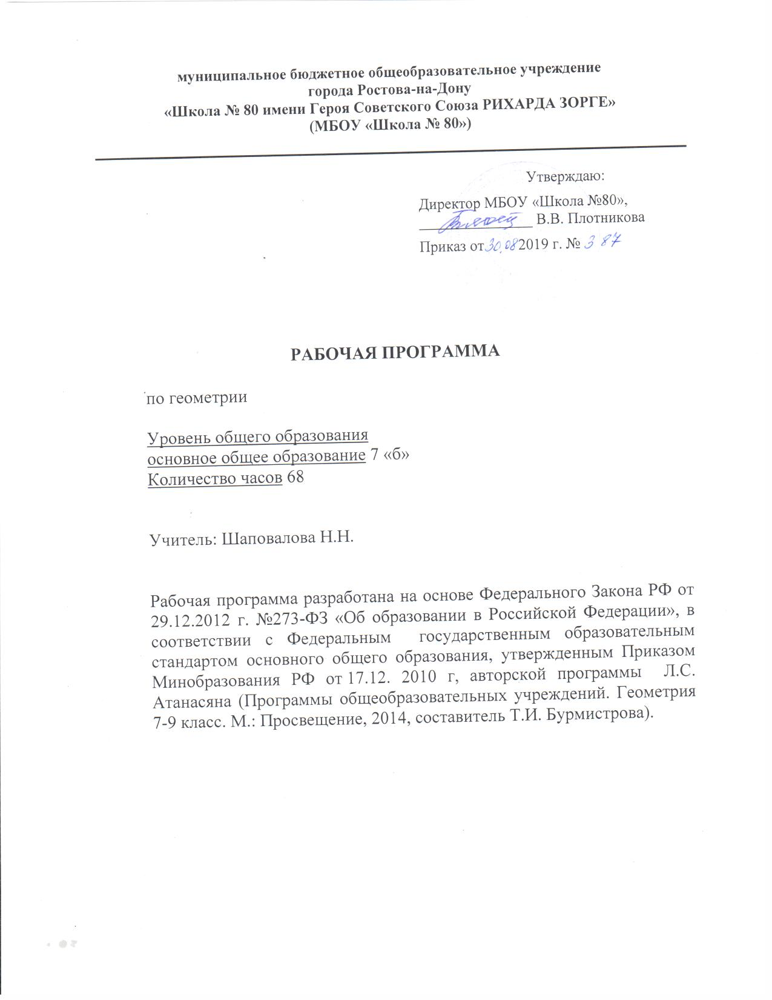 муниципальное бюджетное общеобразовательное учреждение
города Ростова-на-Дону
«Школа № 80 имени Героя Советского Союза РИХАРДА ЗОРГЕ»
(МБОУ «Школа № 80»)
Утверждаю:
Директор МБОУ «Школа №80»,
В.В. Плотникова
Приказ от 30.08 2019 г. № 387
РАБОЧАЯ ПРОГРАММА
по геометрии
Уровень общего образования
основное общее образование 7 «б»
Количество часов 68
Учитель: Шаповалова Н.Н.
Рабочая программа разработана на основе Федерального Закона РФ от
29.12.2012 г. №273-ФЗ «Об образовании в Российской Федерации», в
соответствии с Федеральным государственным образовательным
стандартом основного общего образования, утвержденным Приказом
Минобразования РФ от 17.12. 2010 г, авторской программы Л.С.
Атанасяна (Программы общеобразовательных учреждений. Геометрия
7-9 класс. М.: Просвещение, 2014, составитель Т.И. Бурмистрова).